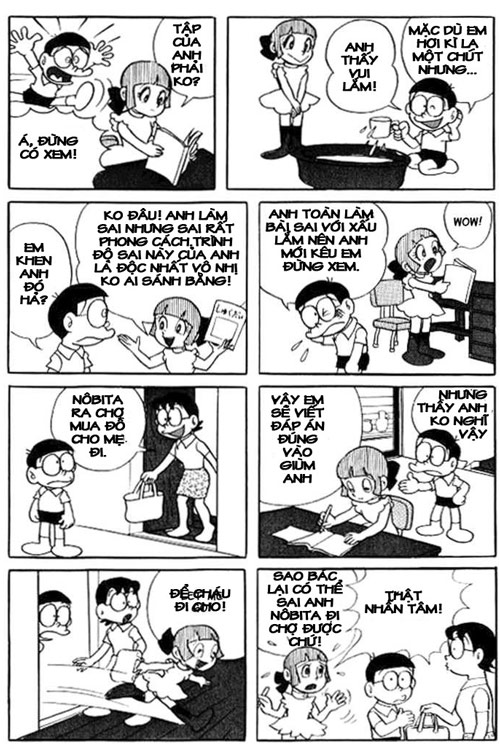 MẶC DÙ EM
HƠI KÌ LẠ
MỘT CHÚT
NHƯNG...
ANH
THẤY
VUI
LẮM!
TẬP
CỦA
ANH
PHẢI
KO?
Á, ĐỪNG
CÓ XEM!
WOW!
ANH TOÀN LÀM
BÀI SAI VỚI XẤU
LẮM NÊN ANH
MỚI KÊU EM
ĐỪNG XEM.
KO ĐÂU! ANH LÀM
SAI NHƯNG SAI RẤT
PHONG CÁCH, TRÌNH
ĐỘ SAI NÀY CỦA ANH
LÀ ĐỘC NHẤT VÔ NHỊ
KO AI SÁNH BẰNG!
EM
KHEN
ANH
ĐÓ
HẢ?
NHƯNG
THẦY ANH
KO NGHĨ
VẬY
VẬY EM
SẼ VIẾT
ĐÁP ÁN
ĐÚNG
VÀO
GIÙM
ANH
NÔBITA
RA CHỢ
MUA ĐỒ
CHO MẸ
ĐI.
THẬT
NHẪN TÂM!
SAO BÁC
LẠI CÓ THỂ
SAI ANH
NÔBITA ĐI
CHỢ ĐƯỢC
CHỨ!
ĐỂ CHÁU
ĐI CHO!